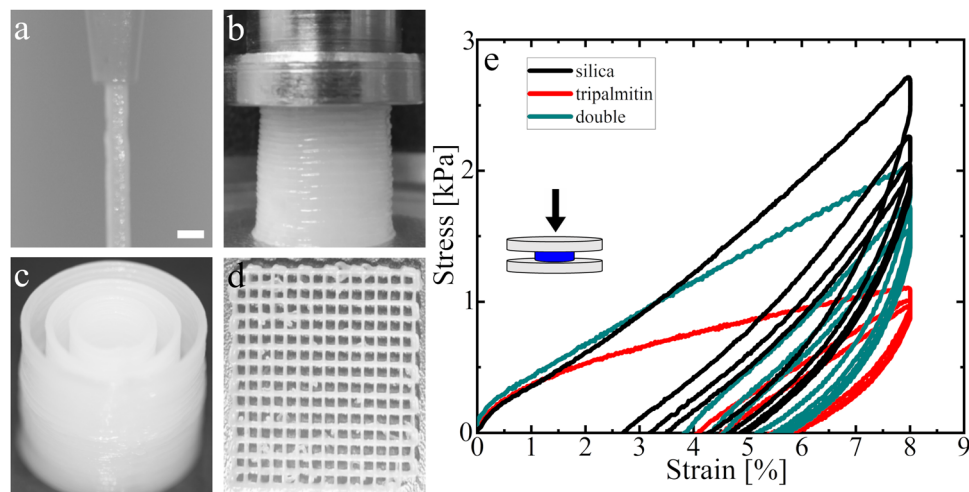 a
b
c
d
e
silica
tripalmitin
double
Stress [kPa]
3
2
1
0
0 1 2 3 4 5 6 7 8 9
Strain [%]